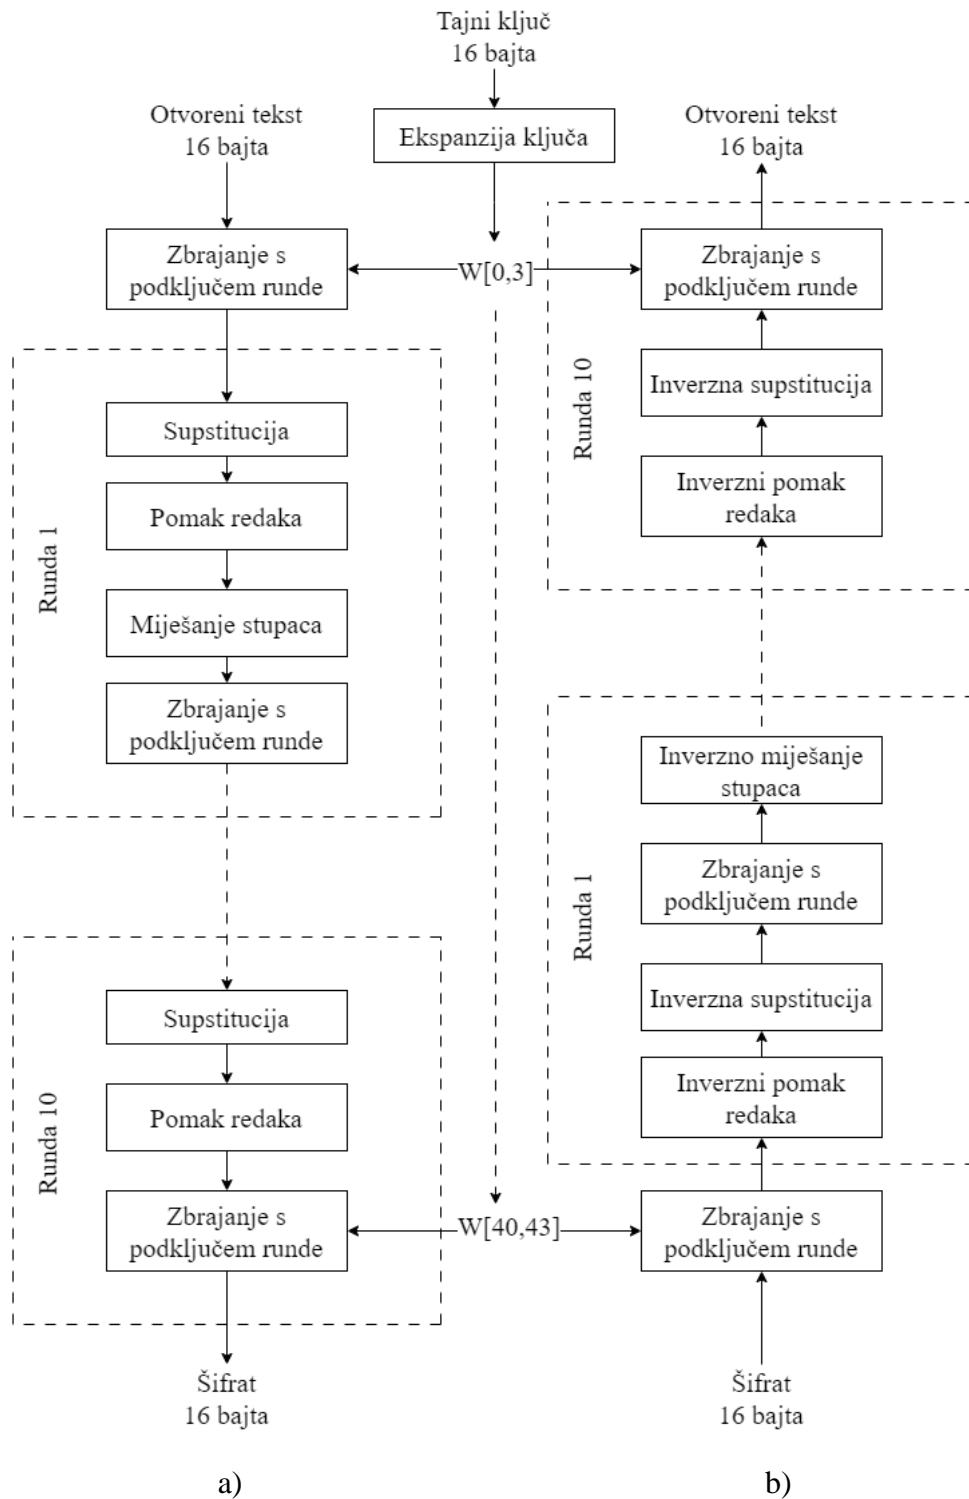 Tajni ključ
16 bajta
Ekspanzija ključa
Otvoreni tekst
16 bajta
Zbrajanje s
podključem runde
W[0,3]
Runda 1
Supstitucija
Pomak redaka
Miješanje stupaca
Zbrajanje s
podključem runde
Runda 10
Supstitucija
Pomak redaka
Zbrajanje s
podključem runde
W[40,43]
Šifrat
16 bajta
a)
Otvoreni tekst
16 bajta
Zbrajanje s
podključem runde
Runda 10
Inverzna supstitucija
Inverzni pomak
redaka
Inverzno miješanje
stupaca
Runda 1
Zbrajanje s
podključem runde
Inverzna supstitucija
Inverzni pomak
redaka
Zbrajanje s
podključem runde
Šifrat
16 bajta
b)